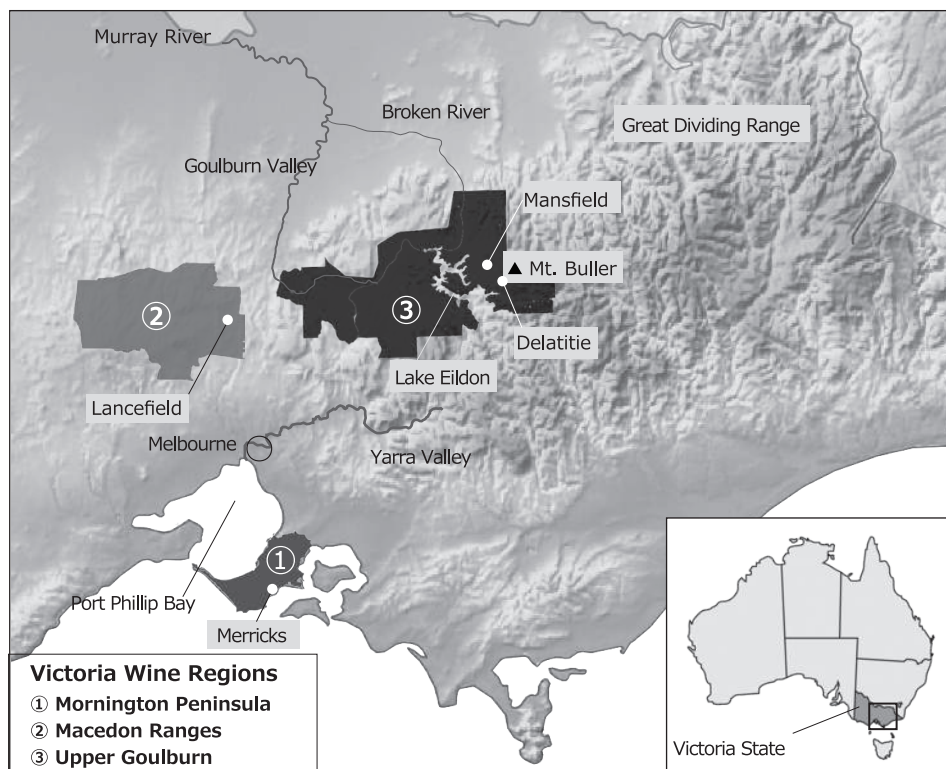 Murray River
Broken River
Great Dividing Range
Goulburn Valley
Mansfield
▲ Mt. Buller
②
③
Delatitie
Lake Eildon
Lancefield
Melbourne
Yarra Valley
①
Port Phillip Bay
Merricks
Victoria Wine Regions
① Mornington Peninsula
② Macedon Ranges
③ Upper Goulburn
Victoria State